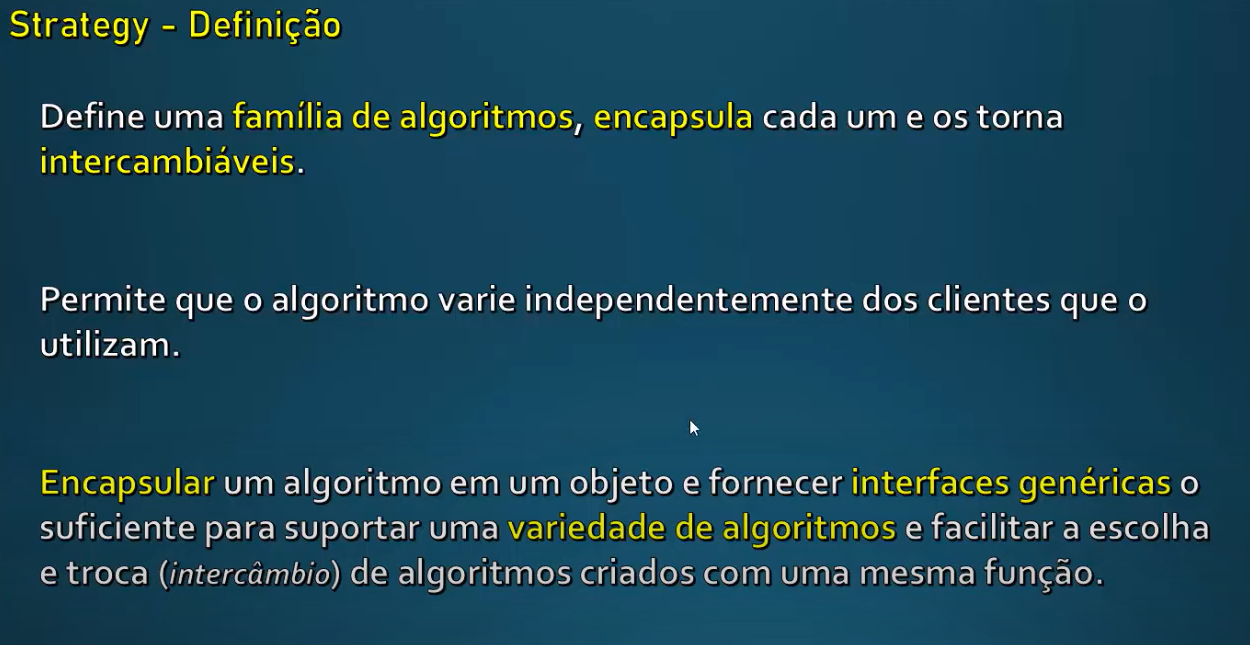 Strategy - Definição
Define uma família de algoritmos, encapsula cada um e os torna
intercambiáveis.
Permite que o algoritmo varie independentemente dos clientes que o
utilizam.
Encapsular um algoritmo em um objeto e fornecer interfaces genéricas o
suficiente para suportar uma variedade de algoritmos e facilitar a escolha
e troca (intercâmbio) de algoritmos criados com uma mesma função.